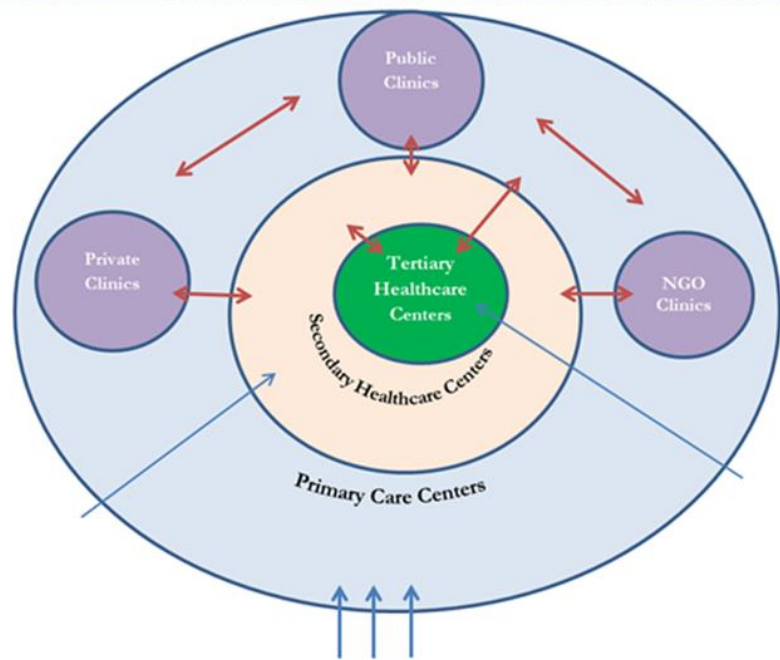 Public
Clinics
Private
Clinics
Tertiary
Healthcare
Centers
NGO
Clinics
Secondary Healthcare Centers
Primary Care Centers